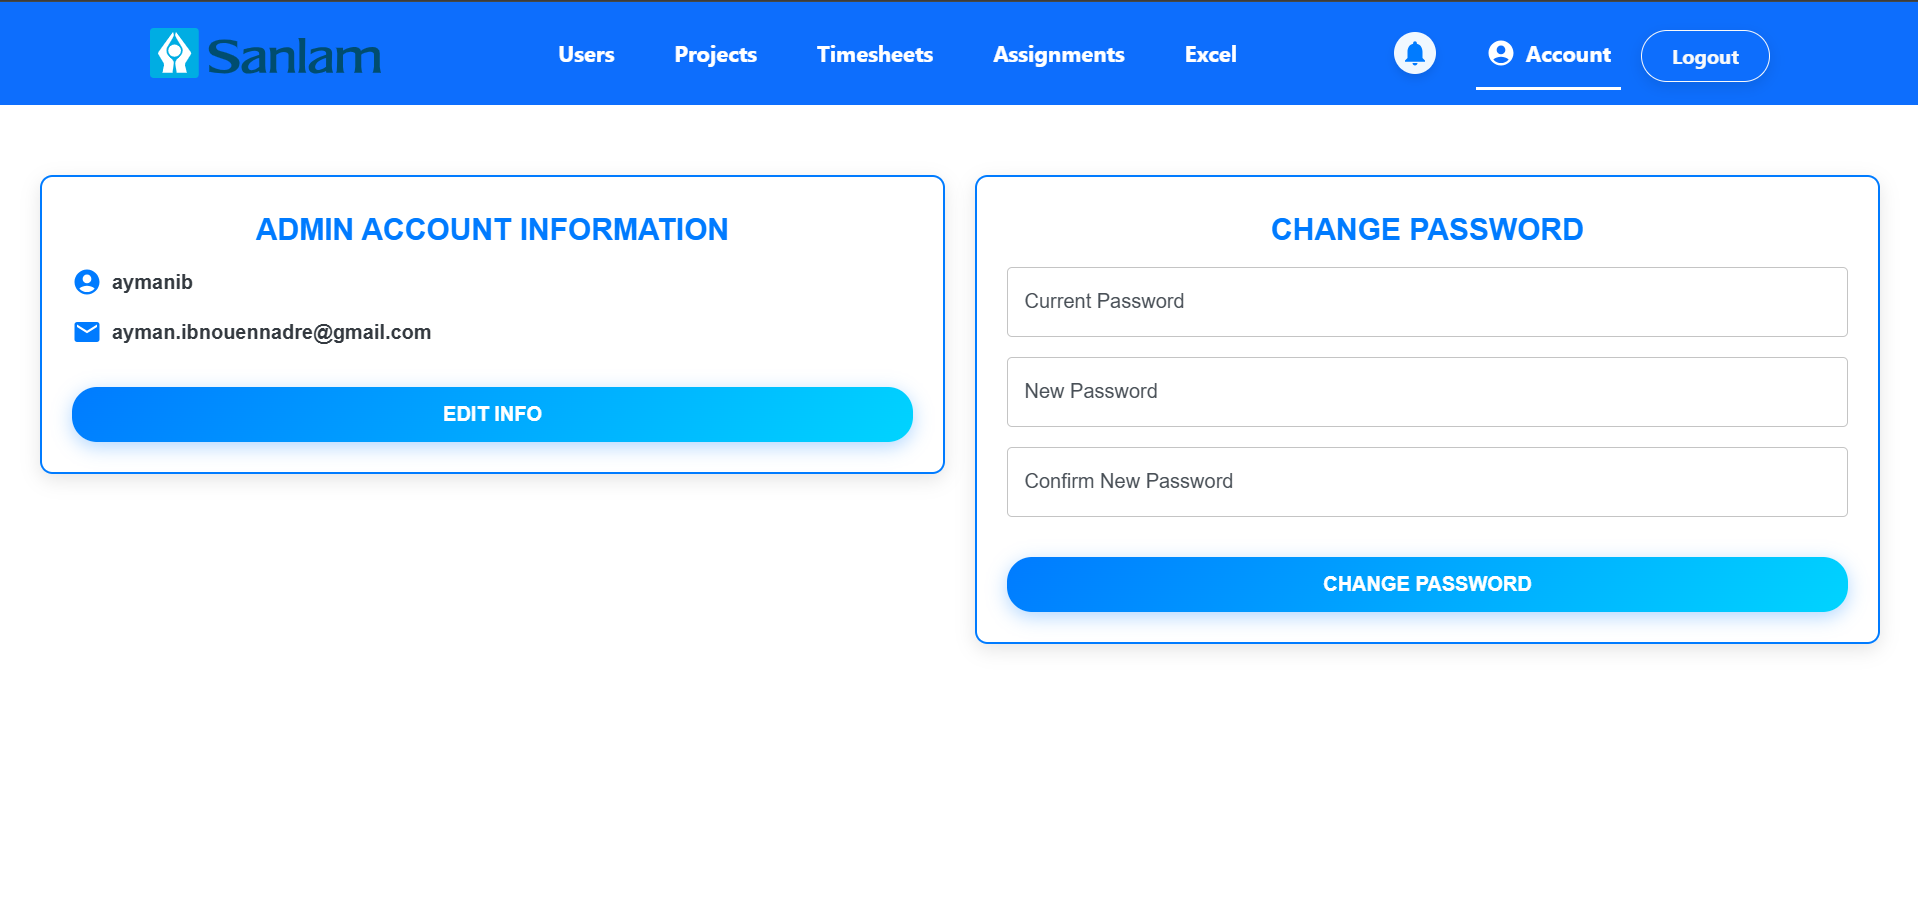 Sanlam
Users Projects Timesheets Assignments Excel Account Logout
ADMIN ACCOUNT INFORMATION
aymanib
ayman.ibnouennadre@gmail.com
EDIT INFO
CHANGE PASSWORD
Current Password
New Password
Confirm New Password
CHANGE PASSWORD